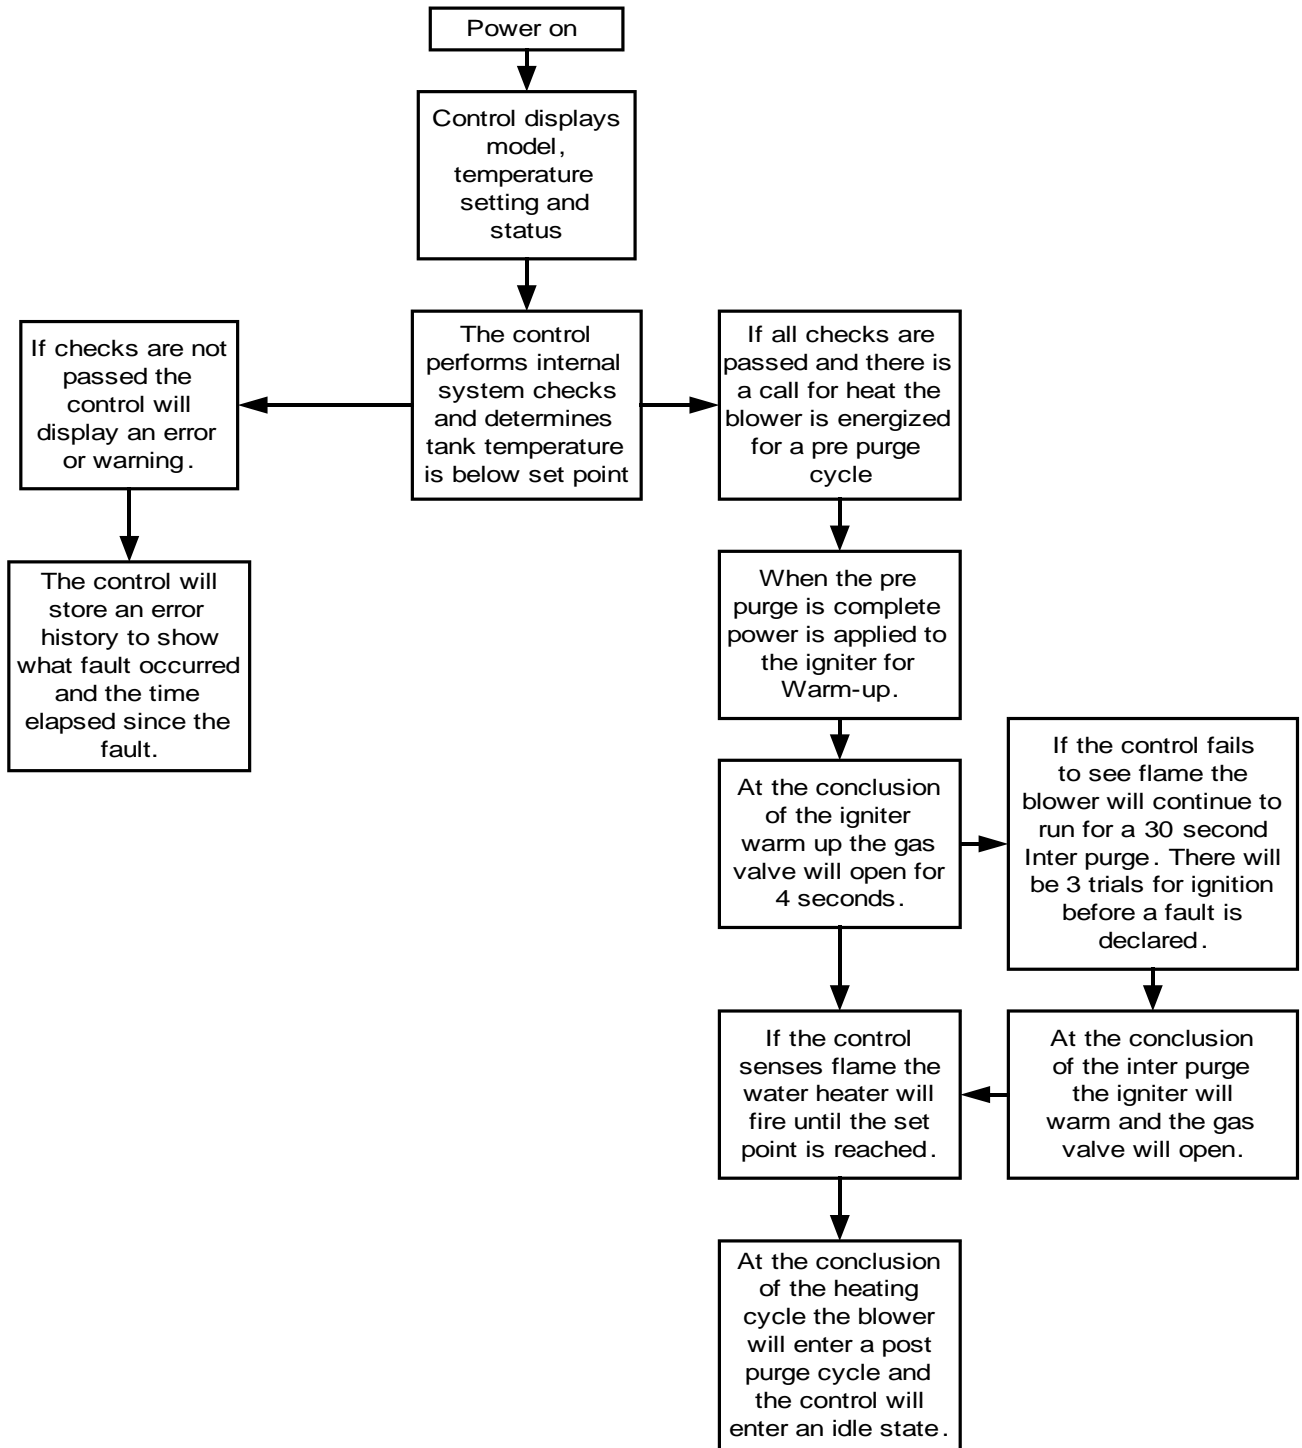 Power on
Control displays
model,
temperature
setting and
status
If checks are not
passed the
control will
display an error
or warning.
The control
performs internal
system checks
and determines
tank temperature
is below set point
If all checks are
passed and there is
a call for heat the
blower is energized
for a pre purge
cycle
The control will
store an error
history to show
what fault occurred
and the time
elapsed since the
fault.
When the pre
purge is complete
power is applied to
the igniter for
Warm-up.
At the conclusion
of the igniter
warm up the gas
valve will open for
4 seconds.
If the control fails
to see flame the
blower will continue to
run for a 30 second
Inter purge. There will
be 3 trials for ignition
before a fault is
declared.
If the control
senses flame the
water heater will
fire until the set
point is reached.
At the conclusion
of the inter purge
the igniter will
warm and the gas
valve will open.
At the conclusion
of the heating
cycle the blower
will enter a post
purge cycle and
the control will
enter an idle state.